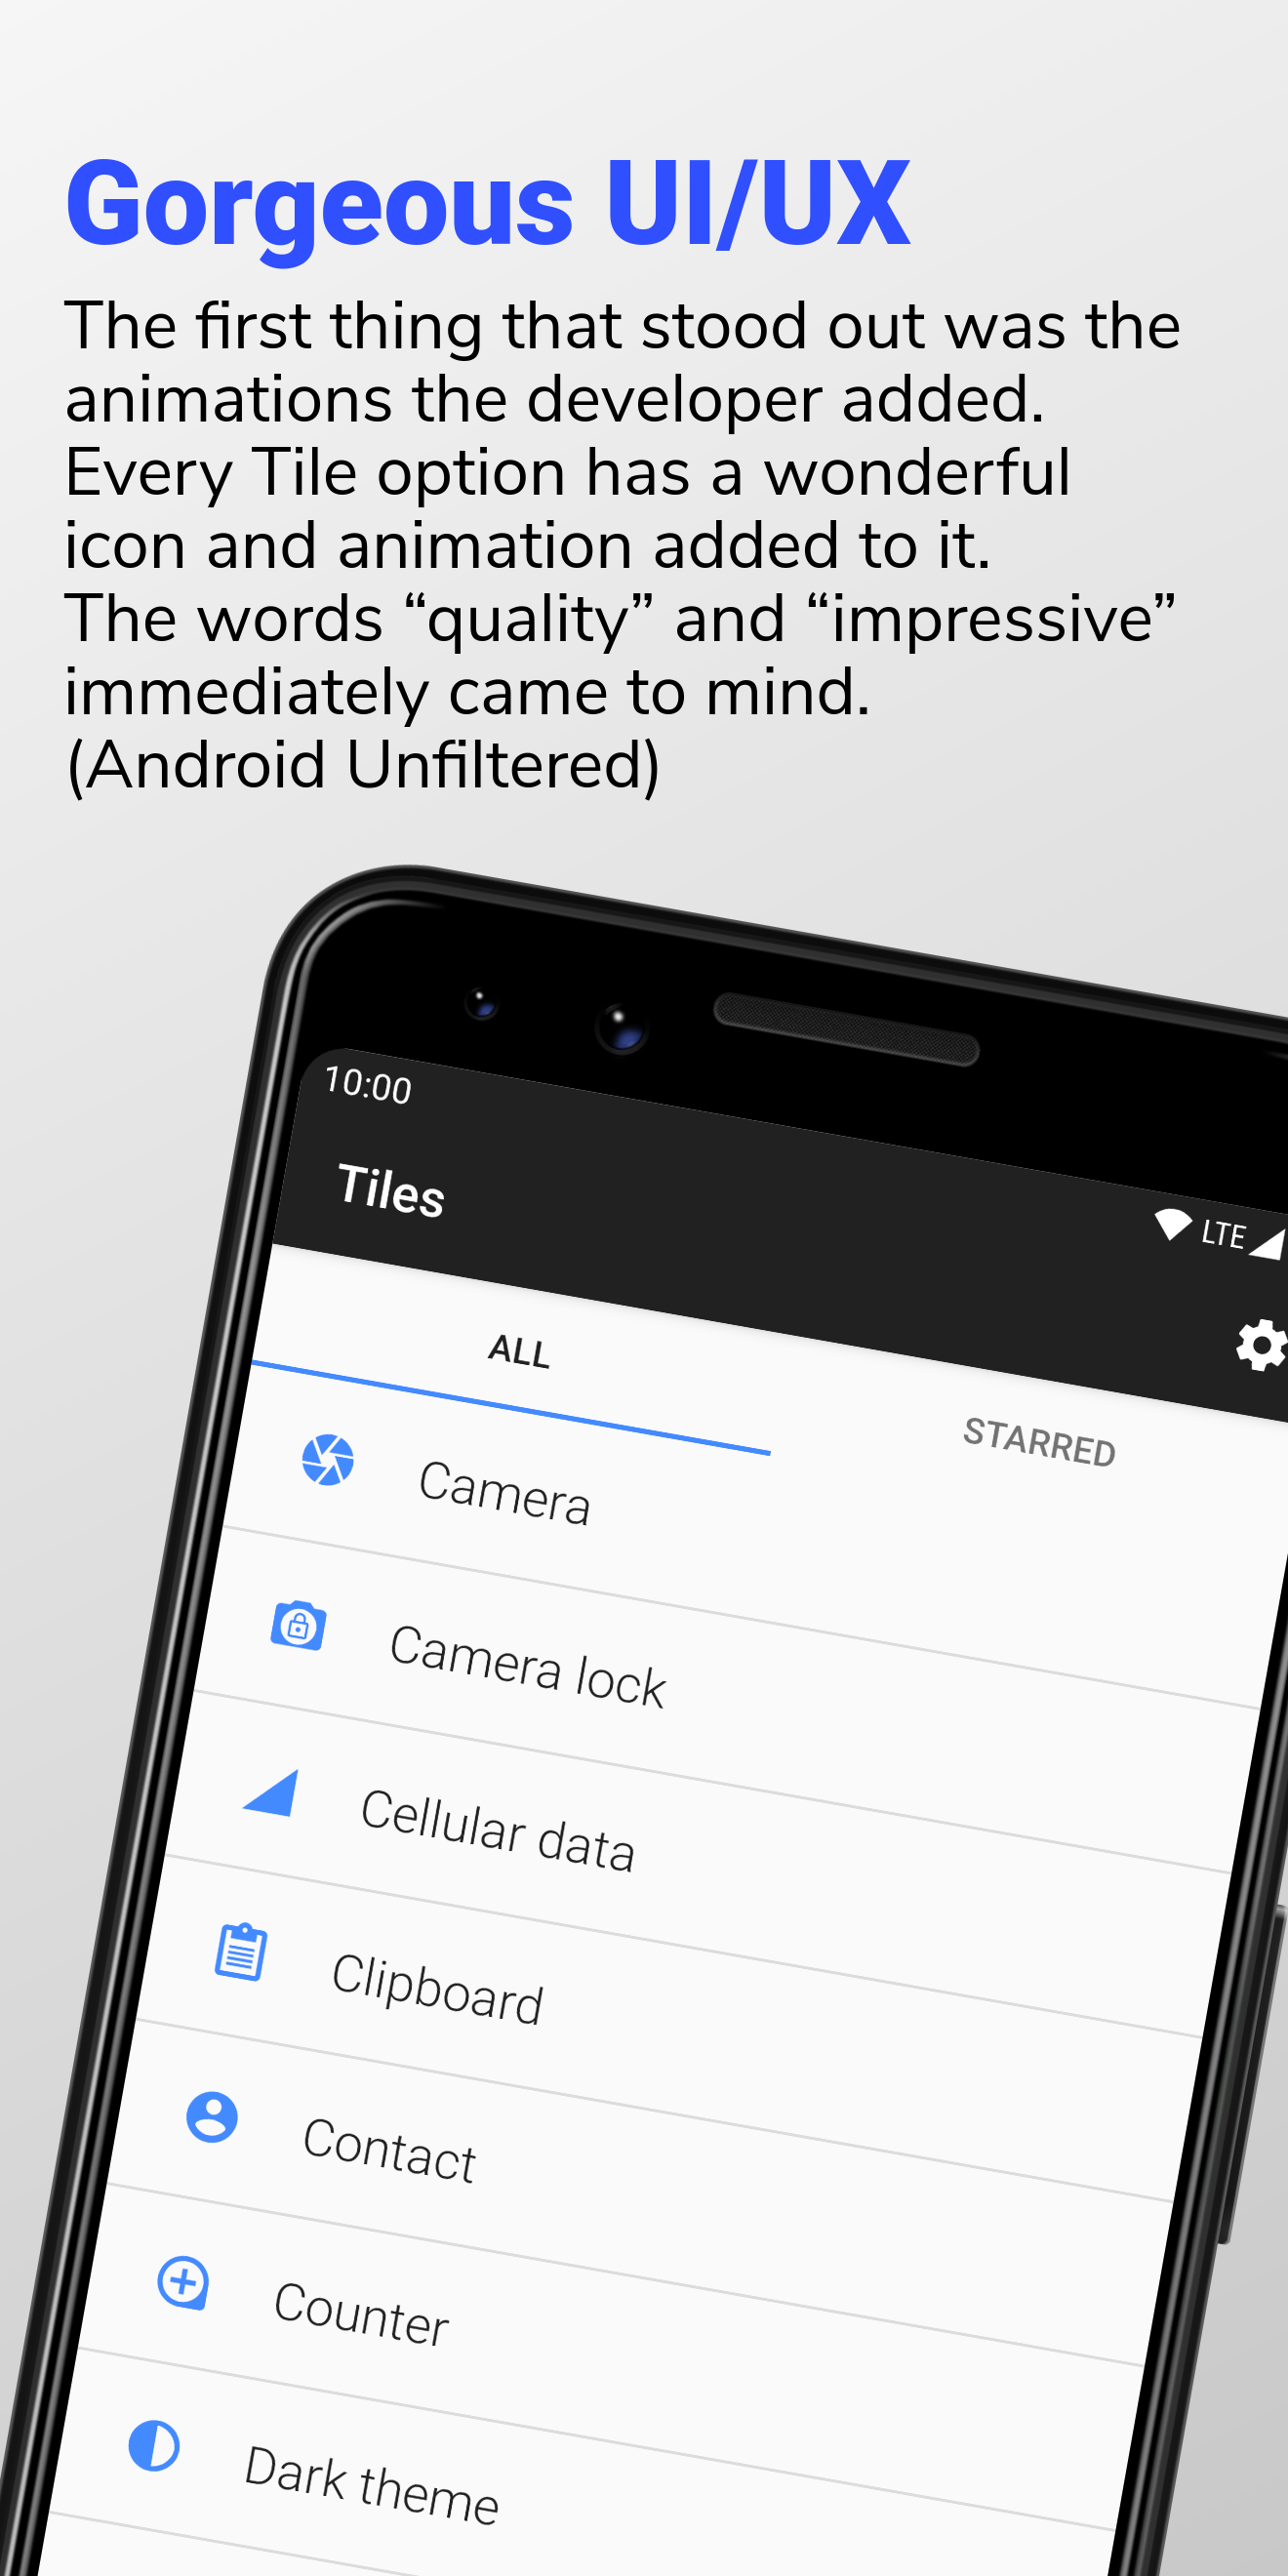 Gorgeous UI/UX
The first thing that stood out was the
animations the developer added.
Every Tile option has a wonderful
icon and animation added to it.
The words “quality” and “impressive”
immediately came to mind.
(Android Unfiltered)
10:00
LTE
Tiles
ALL
STARRED
Camera
Camera lock
Cellular data
Clipboard
Contact
Counter
Dark theme